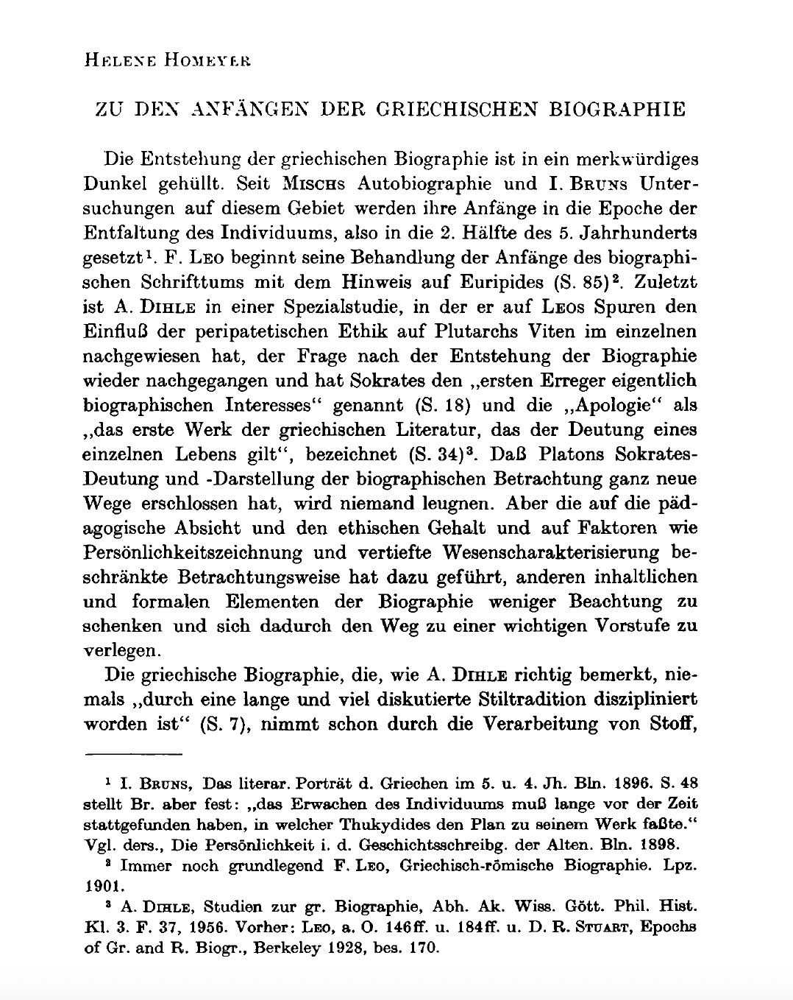 HELENE HOMEYER
ZU DEN ANFÄNGEN DER GRIECHISCHEN BIOGRAPHIE
Die Entstehung der griechischen Biographie ist in ein merkwürdiges
Dunkel gehüllt. Seit MISCHS Autobiographie und I. BRUNS Unter-
suchungen auf diesem Gebiet werden ihre Anfänge in die Epoche der
Entfaltung des Individuums, also in die 2. Hälfte des 5. Jahrhunderts
gesetzt¹. F. LEO beginnt seine Behandlung der Anfänge des biographi-
schen Schrifttums mit dem Hinweis auf Euripides (S. 85)². Zuletzt
ist A. DIHLE in einer Spezialstudie, in der er auf LEOS Spuren den
Einfluß der peripatetischen Ethik auf Plutarchs Viten im einzelnen
nachgewiesen hat, der Frage nach der Entstehung der Biographie
wieder nachgegangen und hat Sokrates den „ersten Erreger eigentlich
biographischen Interesses“ genannt (S. 18) und die „Apologie“ als
„das erste Werk der griechischen Literatur, das der Deutung eines
einzelnen Lebens gilt“, bezeichnet (S. 34)³. Daß Platons Sokrates-
Deutung und -Darstellung der biographischen Betrachtung ganz neue
Wege erschlossen hat, wird niemand leugnen. Aber die auf die päd-
agogische Absicht und den ethischen Gehalt und auf Faktoren wie
Persönlichkeitszeichnung und vertiefte Wesenscharakterisierung be-
schränkte Betrachtungsweise hat dazu geführt, anderen inhaltlichen
und formalen Elementen der Biographie weniger Beachtung zu
schenken und sich dadurch den Weg zu einer wichtigen Vorstufe zu
verlegen.
Die griechische Biographie, die, wie A. DIHLE richtig bemerkt, nie-
mals „durch eine lange und viel diskutierte Stiltradition diszipliniert
worden ist“ (S. 7), nimmt schon durch die Verarbeitung von Stoff,
¹ I. BRUNS, Das literar. Porträt d. Griechen im 5. u. 4. Jh. Bln. 1896. S. 48
stellt Br. aber fest: „das Erwachen des Individuums muß lange vor der Zeit
stattgefunden haben, in welcher Thukydides den Plan zu seinem Werk faßte.“
Vgl. ders., Die Persönlichkeit i. d. Geschichtsschreibg. der Alten. Bln. 1898.
² Immer noch grundlegend F. LEO, Griechisch-römische Biographie. Lpz.
1901.
³ A. DIHLE, Studien zur gr. Biographie, Abh. Ak. Wiss. Gött. Phil. Hist.
Kl. 3. F. 37, 1956. Vorher: LEO, a. O. 146ff. u. 184ff. u. D. R. STUART, Epochs
of Gr. and R. Biogr., Berkeley 1928, bes. 170.